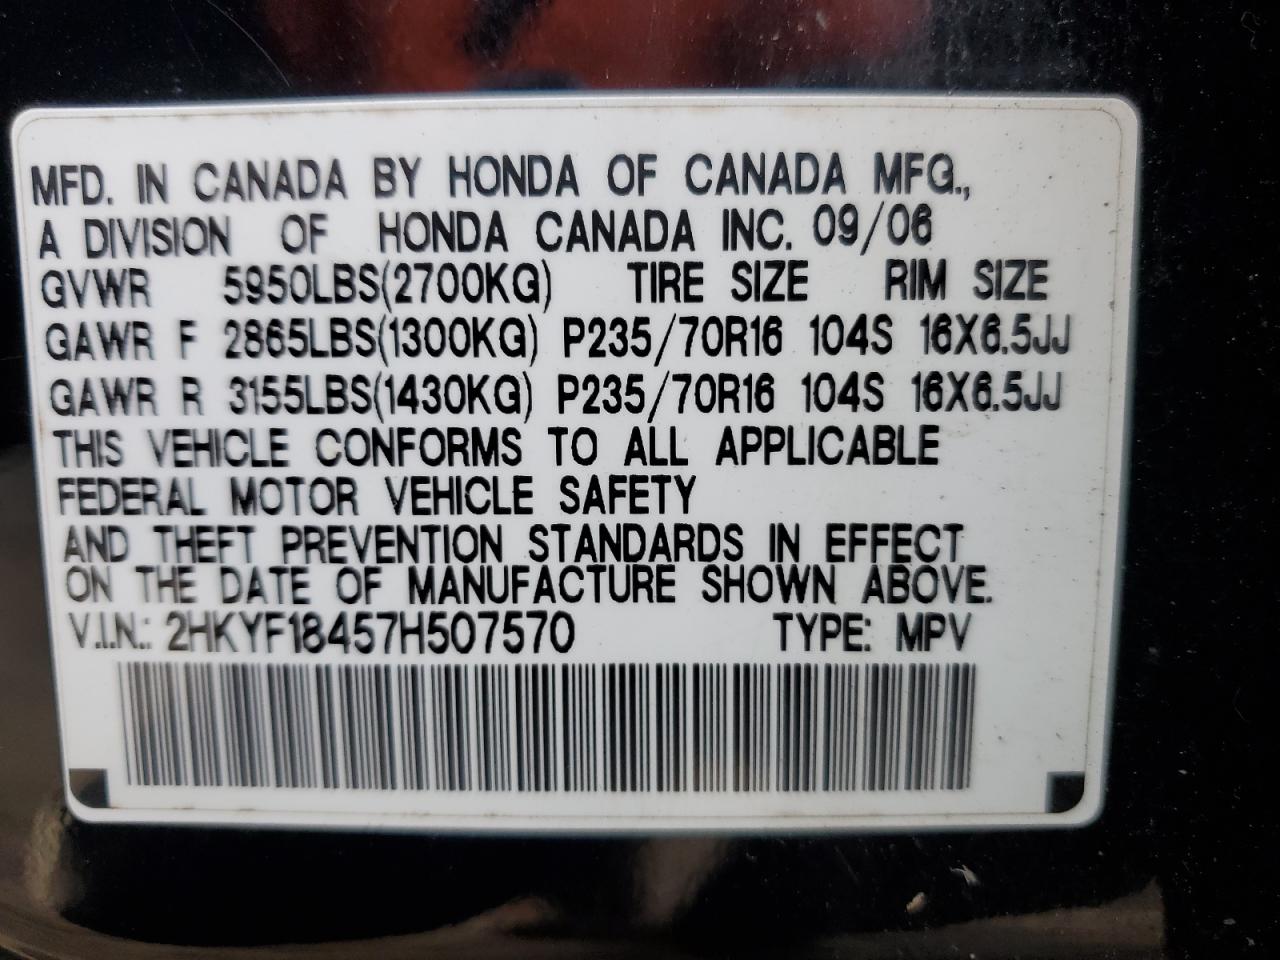 MFD. IN CANADA BY HONDA OF CANADA MFG.,
A DIVISION OF HONDA CANADA INC. 09/06
GVWR 5950LBS(2700KG) TIRE SIZE RIM SIZE
GAWR F 2865LBS(1300KG) P235/70R16 104S 16X6.5JJ
GAWR R 3155LBS(1430KG) P235/70R16 104S 16X6.5JJ
THIS VEHICLE CONFORMS TO ALL APPLICABLE
FEDERAL MOTOR VEHICLE SAFETY
AND THEFT PREVENTION STANDARDS IN EFFECT
ON THE DATE OF MANUFACTURE SHOWN ABOVE.
V.I.N.: 2HKYF18457H507570 TYPE: MPV